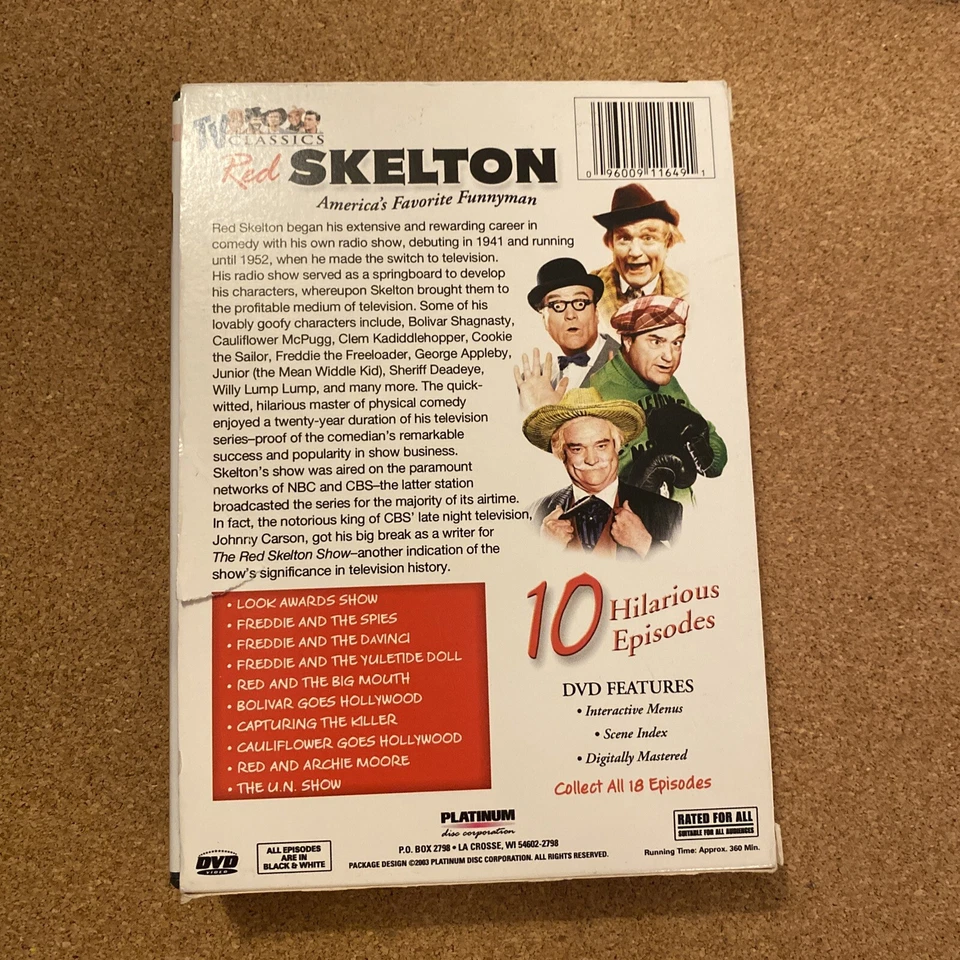 TV
CLASSICS
Red SKELTON
America's Favorite Funnyman
0 96009 11649 1
Red Skelton began his extensive and rewarding career in
comedy with his own radio show, debuting in 1941 and running
until 1952, when he made the switch to television.
His radio show served as a springboard to develop
his characters, whereupon Skelton brought them to
the profitable medium of television. Some of his
lovably goofy characters include, Bolivar Shagnasty,
Cauliflower McPugg, Clem Kadiddlehopper, Cookie
the Sailor, Freddie the Freeloader, George Appleby,
Junior (the Mean Widdle Kid), Sheriff Deadeye,
Willy Lump Lump, and many more. The quick-
witted, hilarious master of physical comedy
enjoyed a twenty-year duration of his television
series–proof of the comedian's remarkable
success and popularity in show business.
Skelton's show was aired on the paramount
networks of NBC and CBS–the latter station
broadcasted the series for the majority of its airtime.
In fact, the notorious king of CBS' late night television,
Johnny Carson, got his big break as a writer for
The Red Skelton Show–another indication of the
show's significance in television history.
• LOOK AWARDS SHOW
• FREDDIE AND THE SPIES
• FREDDIE AND THE DAVINCI
• FREDDIE AND THE YULETIDE DOLL
• RED AND THE BIG MOUTH
• BOLIVAR GOES HOLLYWOOD
• CAPTURING THE KILLER
• CAULIFLOWER GOES HOLLYWOOD
• RED AND ARCHIE MOORE
• THE U.N. SHOW
10 Hilarious
Episodes
DVD FEATURES
• Interactive Menus
• Scene Index
• Digitally Mastered
Collect All 18 Episodes
DVD
VIDEO
ALL EPISODES
ARE IN
BLACK & WHITE
PLATINUM
disc corporation
P.O. BOX 2798 • LA CROSSE, WI 54602-2798
PACKAGE DESIGN ©2003 PLATINUM DISC CORPORATION. ALL RIGHTS RESERVED.
RATED FOR ALL
SUITABLE FOR ALL AUDIENCES
Running Time: Approx. 360 Min.